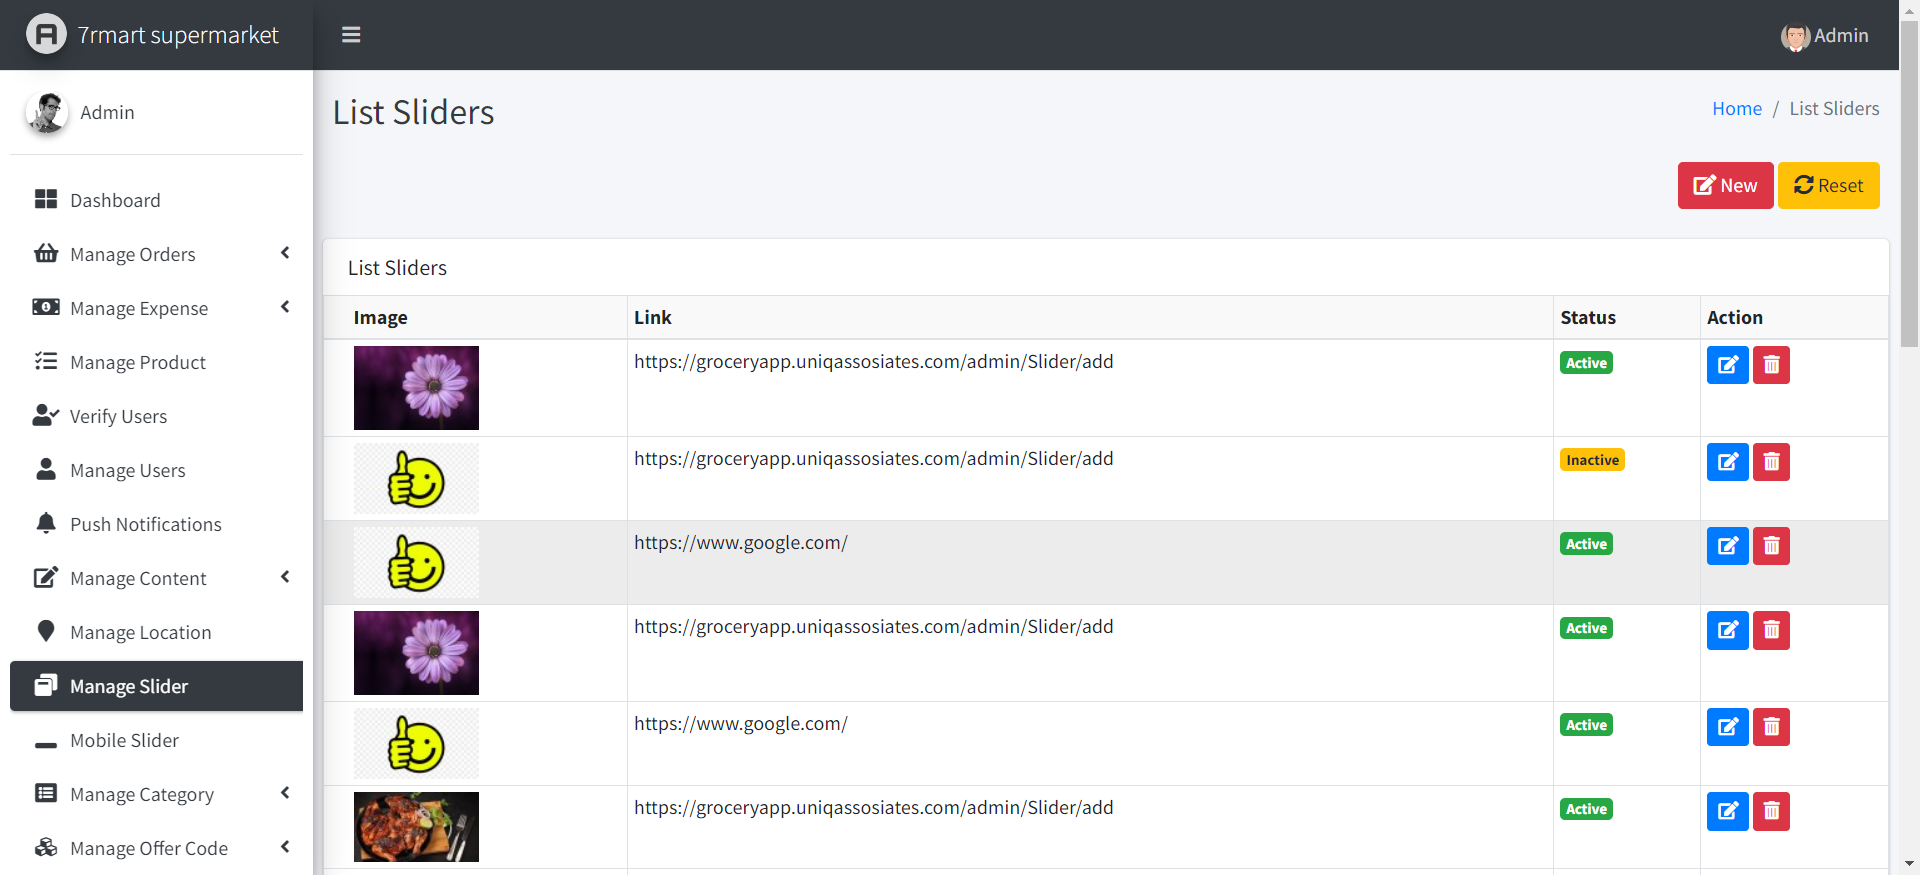 7rmart supermarket
Admin
Admin
List Sliders
Home / List Sliders
New
Reset
Dashboard
Manage Orders
Manage Expense
Manage Product
Verify Users
Manage Users
Push Notifications
Manage Content
Manage Location
Manage Slider
Mobile Slider
Manage Category
Manage Offer Code
List Sliders
Image Link Status Action
https://groceryapp.uniqassosiates.com/admin/Slider/add Active
https://groceryapp.uniqassosiates.com/admin/Slider/add Inactive
https://www.google.com/ Active
https://groceryapp.uniqassosiates.com/admin/Slider/add Active
https://www.google.com/ Active
https://groceryapp.uniqassosiates.com/admin/Slider/add Active